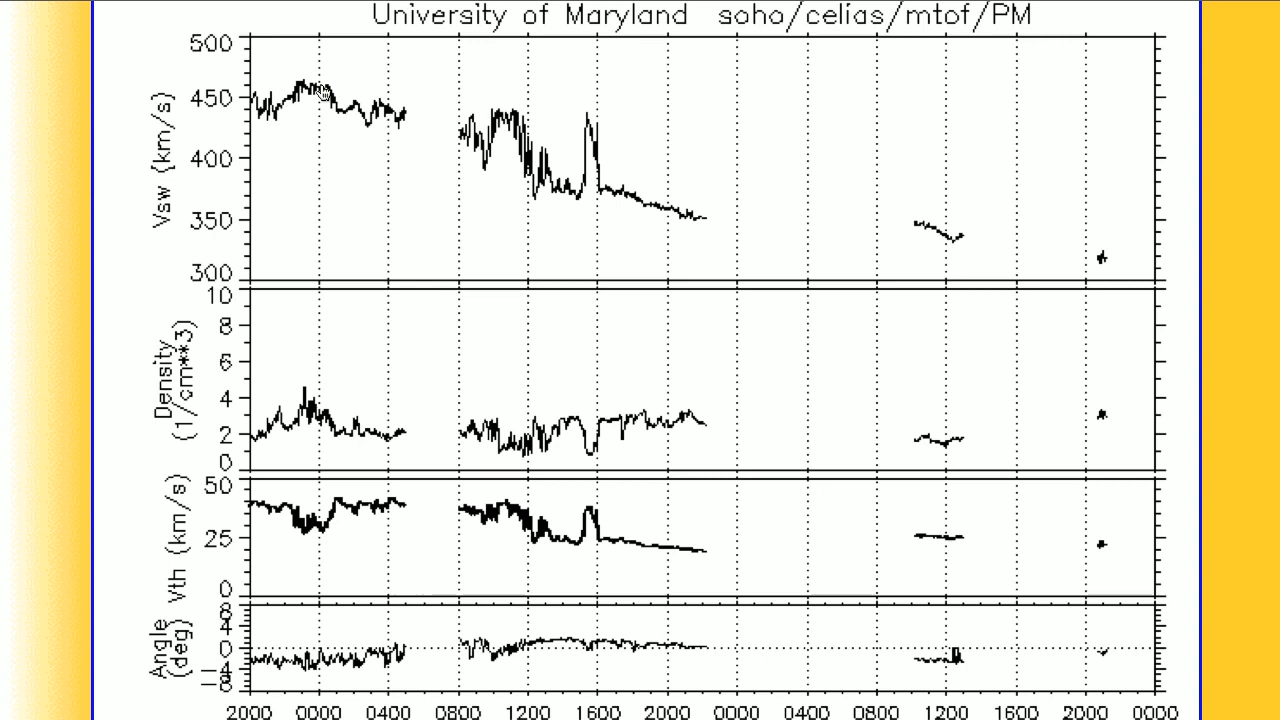 University of Maryland soho/celias/mtof/PM
500
450
400
350
300
Vsw (km/s)
10
8
6
4
2
0
Density
(1/cm**3)
50
25
0
Vth (km/s)
8
4
0
-4
-8
Angle
(deg)
2000 0000 0400 0800 1200 1600 2000 0000 0400 0800 1200 1600 2000 0000